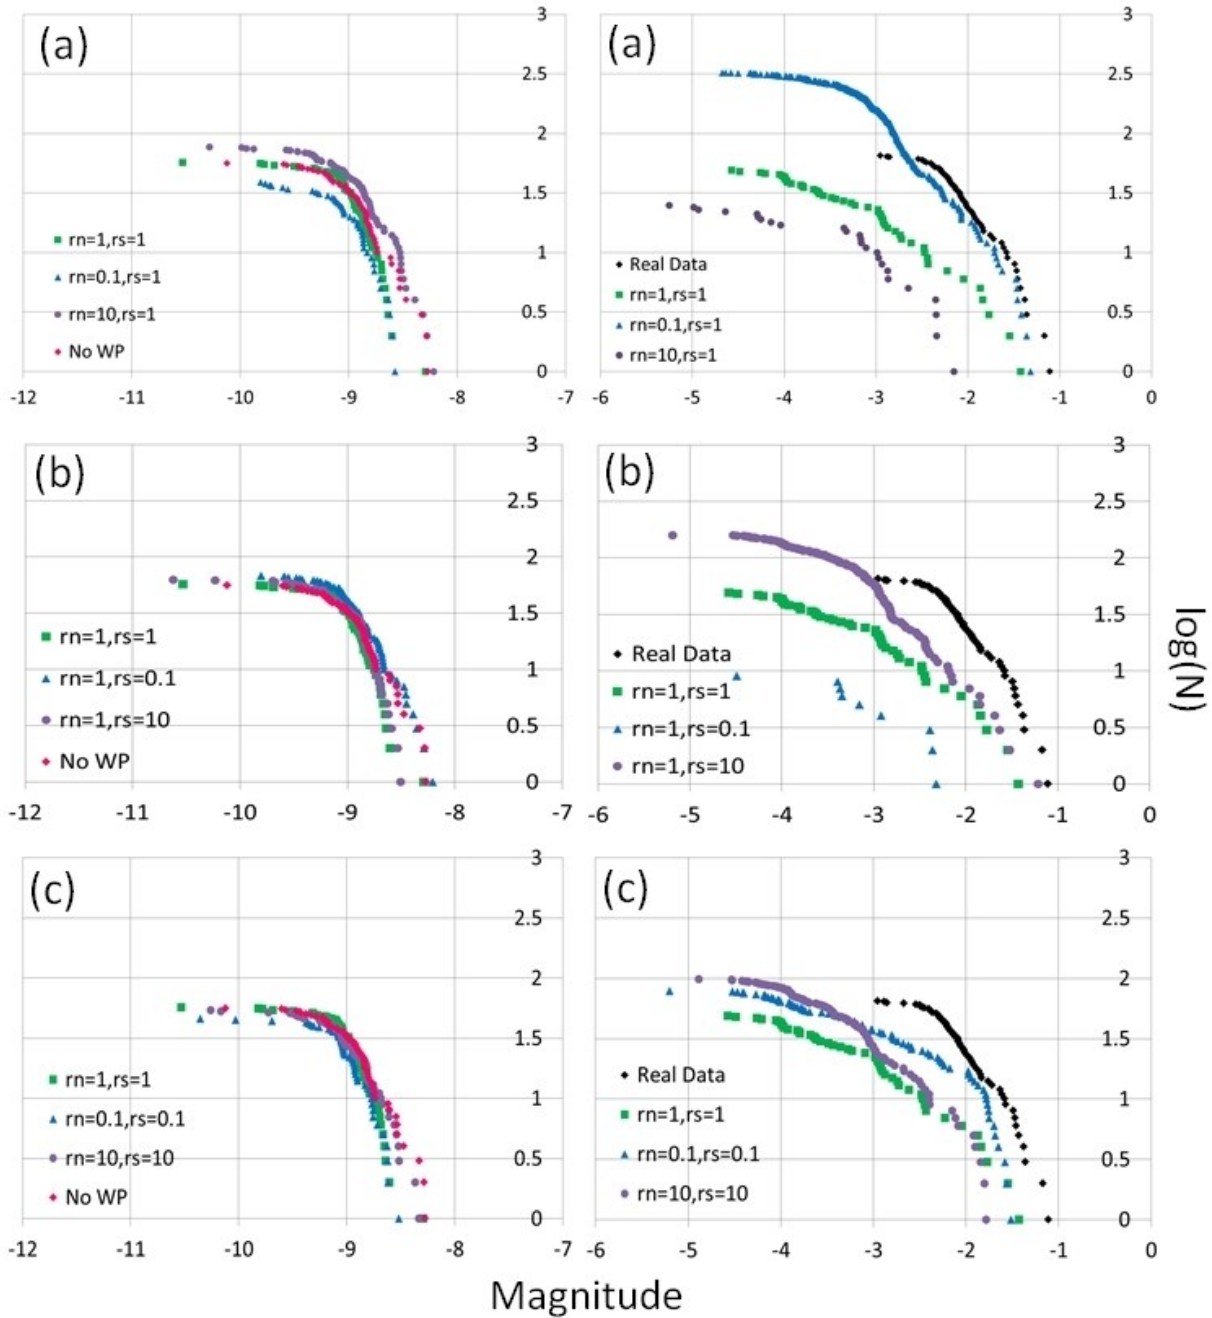 (a)
3
2.5
2
1.5
1
0.5
0
rn=1,rs=1
rn=0.1,rs=1
rn=10,rs=1
No WP
-12
-10
-9
-8
-7
(a)
3
2.5
2
1.5
1
0.5
0
Real Data
rn=1,rs=1
rn=0.1,rs=1
rn=10,rs=1
-6
-5
-4
-3
-2
-1
0
(b)
3
2.5
2
1.5
1
0.5
0
rn=1,rs=1
rn=1,rs=0.1
rn=1,rs=10
No WP
-12
-10
-9
-8
-7
(b)
3
2.5
2
1.5
1
0.5
0
Real Data
rn=1,rs=1
rn=1,rs=0.1
rn=1,rs=10
-6
-5
-4
-3
-2
-1
0
(c)
3
2.5
2
1.5
1
0.5
0
rn=1,rs=1
rn=0.1,rs=0.1
rn=10,rs=10
No WP
-12
-10
-9
-8
-7
(c)
3
2.5
2
1.5
1
0.5
0
Real Data
rn=1,rs=1
rn=0.1,rs=0.1
rn=10,rs=10
-6
-5
-4
-3
-2
-1
0
log(N)
Magnitude